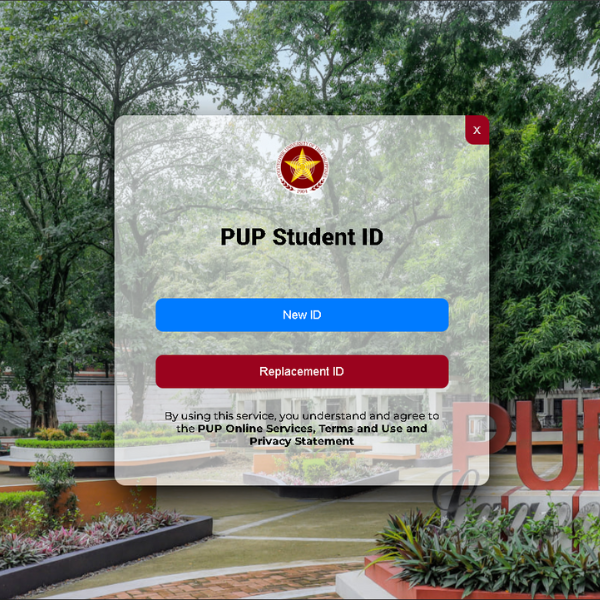 X
1904
PUP Student ID
New ID
Replacement ID
By using this service, you understand and agree to
the PUP Online Services, Terms and Use and
Privacy Statement
PUP